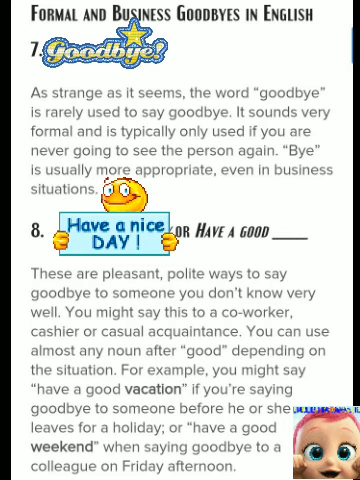 Formal and Business Goodbyes in English
7. Goodbye!
As strange as it seems, the word “goodbye”
is rarely used to say goodbye. It sounds very
formal and is typically only used if you are
never going to see the person again. “Bye”
is usually more appropriate, even in business
situations.
8. Have a nice DAY ! or Have a good ____
These are pleasant, polite ways to say
goodbye to someone you don’t know very
well. You might say this to a co-worker,
cashier or casual acquaintance. You can use
almost any noun after “good” depending on
the situation. For example, you might say
“have a good vacation” if you’re saying
goodbye to someone before he or she
leaves for a holiday; or “have a good
weekend” when saying goodbye to a
colleague on Friday afternoon.